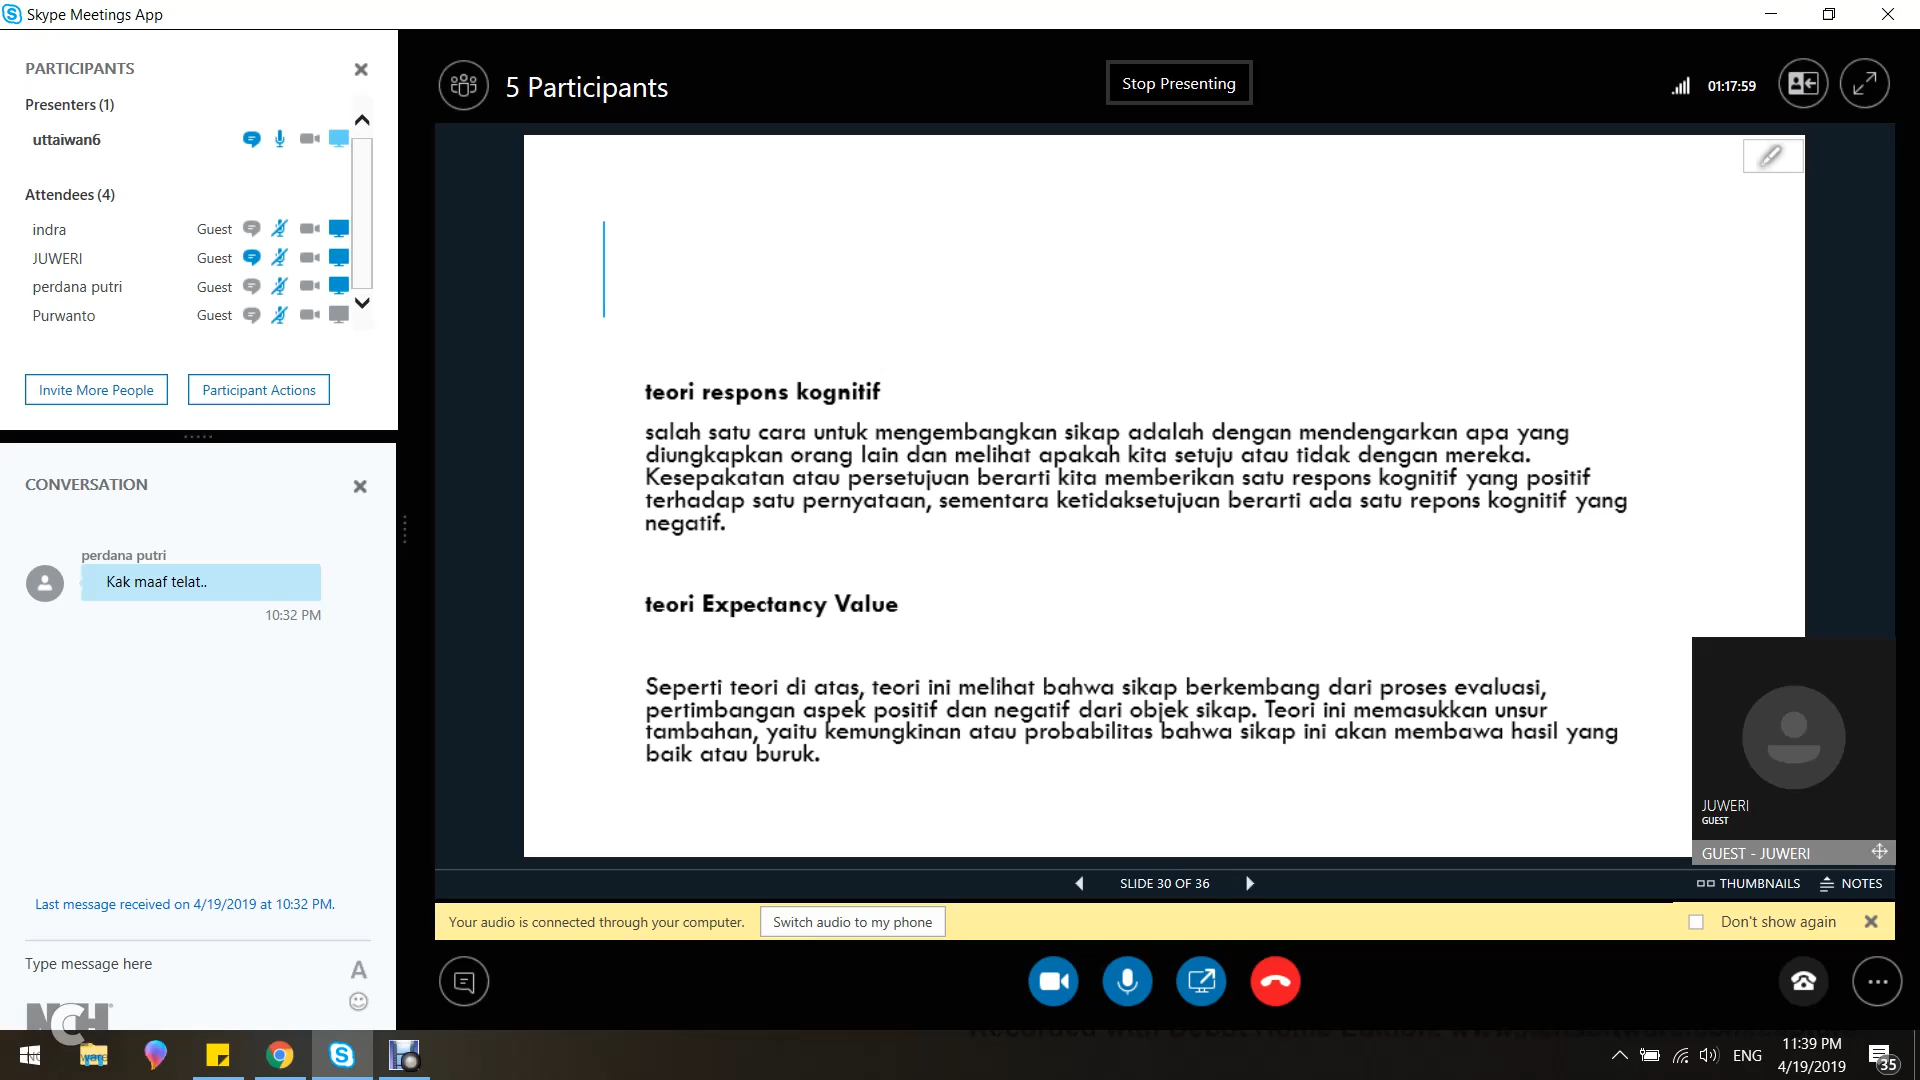 Skype Meetings App
PARTICIPANTS
Presenters (1)
uttaiwan6
Attendees (4)
indra Guest
JUWERI Guest
perdana putri Guest
Purwanto Guest
Invite More People
Participant Actions
CONVERSATION
perdana putri
Kak maaf telat..
10:32 PM
Last message received on 4/19/2019 at 10:32 PM.
Type message here
A
NCH
5 Participants
Stop Presenting
01:17:59
teori respons kognitif
salah satu cara untuk mengembangkan sikap adalah dengan mendengarkan apa yang
diungkapkan orang lain dan melihat apakah kita setuju atau tidak dengan mereka.
Kesepakatan atau persetujuan berarti kita memberikan satu respons kognitif yang positif
terhadap satu pernyataan, sementara ketidaksetujuan berarti ada satu repons kognitif yang
negatif.
teori Expectancy Value
Seperti teori di atas, teori ini melihat bahwa sikap berkembang dari proses evaluasi,
pertimbangan aspek positif dan negatif dari objek sikap. Teori ini memasukkan unsur
tambahan, yaitu kemungkinan atau probabilitas bahwa sikap ini akan membawa hasil yang
baik atau buruk.
JUWERI
GUEST
GUEST - JUWERI
SLIDE 30 OF 36
THUMBNAILS
NOTES
Your audio is connected through your computer.
Switch audio to my phone
Don't show again
ENG
11:39 PM
4/19/2019
35